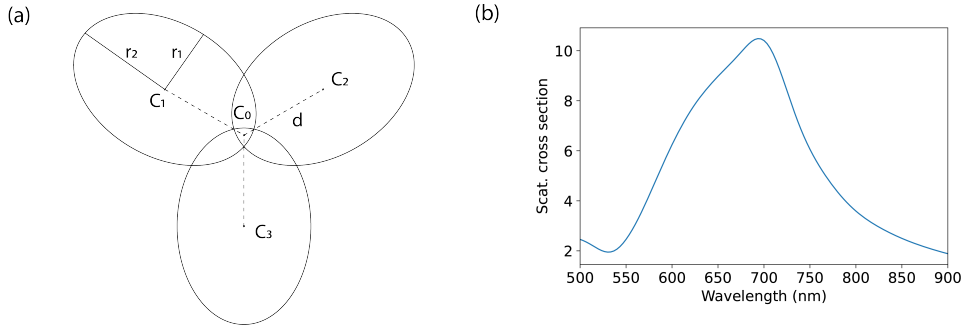 (a)
r₂
r₁
C₁
C₂
C₀
d
C₃
(b)
Scat. cross section
10
8
6
4
2
500 550 600 650 700 750 800 850 900
Wavelength (nm)